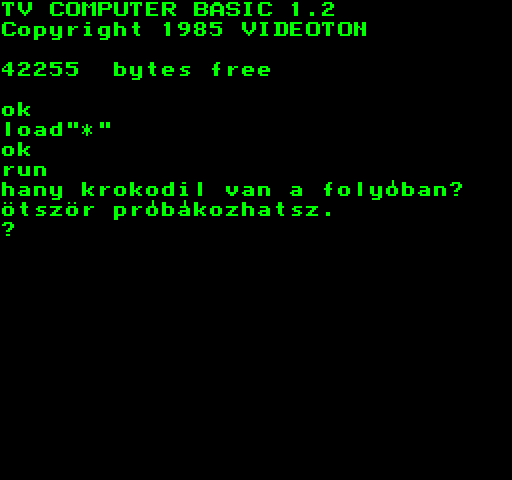 TV COMPUTER BASIC 1.2
Copyright 1985 VIDEOTON
42255  bytes free
ok
load"*"
ok
run
hany krokodil van a folyóban?
ötször próbákozhatsz.
?